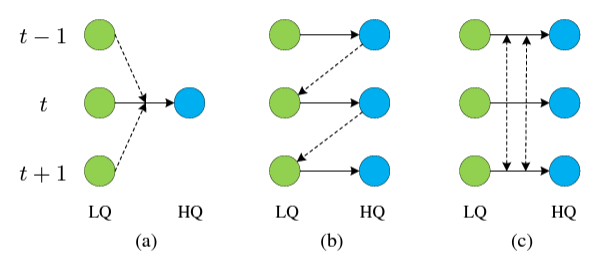 t − 1
t
t + 1
LQ HQ LQ HQ LQ HQ
(a) (b) (c)